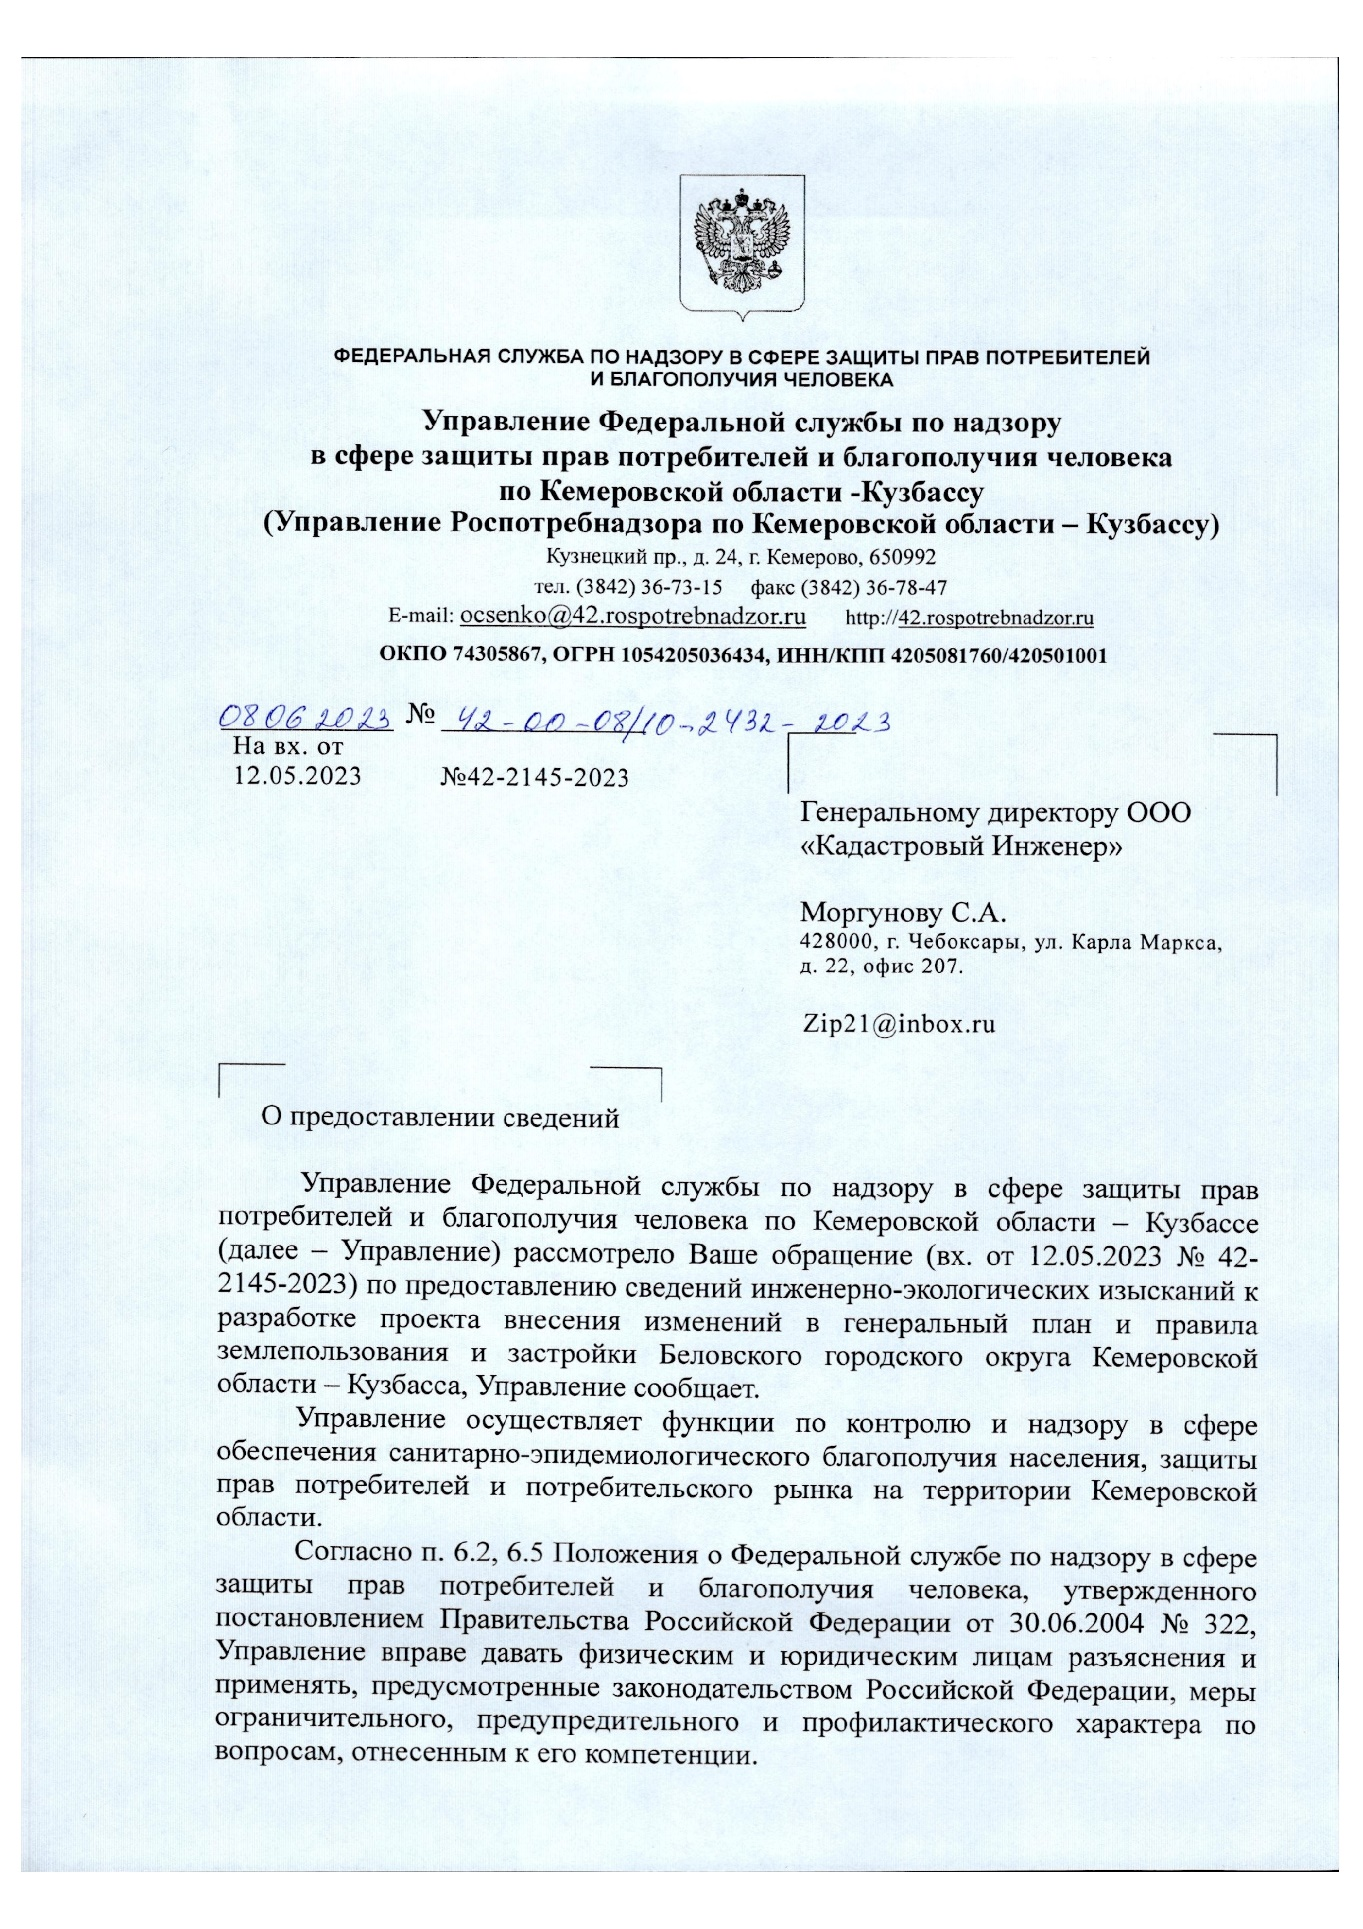 ФЕДЕРАЛЬНАЯ СЛУЖБА ПО НАДЗОРУ В СФЕРЕ ЗАЩИТЫ ПРАВ ПОТРЕБИТЕЛЕЙ
И БЛАГОПОЛУЧИЯ ЧЕЛОВЕКА
Управление Федеральной службы по надзору
в сфере защиты прав потребителей и благополучия человека
по Кемеровской области -Кузбассу
(Управление Роспотребнадзора по Кемеровской области – Кузбассу)
Кузнецкий пр., д. 24, г. Кемерово, 650992
тел. (3842) 36-73-15 факс (3842) 36-78-47
E-mail: ocsenko@42.rospotrebnadzor.ru http://42.rospotrebnadzor.ru
ОКПО 74305867, ОГРН 1054205036434, ИНН/КПП 4205081760/420501001
08 06 2023 № 42-00-08/10-2432-2023
На вх. от
12.05.2023 №42-2145-2023
Генеральному директору ООО
«Кадастровый Инженер»
Моргунову С.А.
428000, г. Чебоксары, ул. Карла Маркса,
д. 22, офис 207.
Zip21@inbox.ru
О предоставлении сведений
Управление Федеральной службы по надзору в сфере защиты прав
потребителей и благополучия человека по Кемеровской области – Кузбассе
(далее – Управление) рассмотрело Ваше обращение (вх. от 12.05.2023 № 42-
2145-2023) по предоставлению сведений инженерно-экологических изысканий к
разработке проекта внесения изменений в генеральный план и правила
землепользования и застройки Беловского городского округа Кемеровской
области – Кузбасса, Управление сообщает.
Управление осуществляет функции по контролю и надзору в сфере
обеспечения санитарно-эпидемиологического благополучия населения, защиты
прав потребителей и потребительского рынка на территории Кемеровской
области.
Согласно п. 6.2, 6.5 Положения о Федеральной службе по надзору в сфере
защиты прав потребителей и благополучия человека, утвержденного
постановлением Правительства Российской Федерации от 30.06.2004 № 322,
Управление вправе давать физическим и юридическим лицам разъяснения и
применять, предусмотренные законодательством Российской Федерации, меры
ограничительного, предупредительного и профилактического характера по
вопросам, отнесенным к его компетенции.